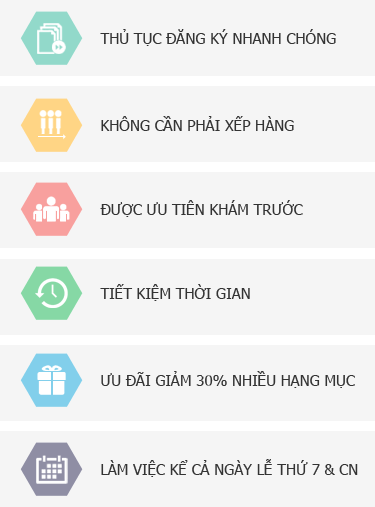 THỦ TỤC ĐĂNG KÝ NHANH CHÓNG
KHÔNG CẦN PHẢI XẾP HÀNG
ĐƯỢC ƯU TIÊN KHÁM TRƯỚC
TIẾT KIỆM THỜI GIAN
ƯU ĐÃI GIẢM 30% NHIỀU HẠNG MỤC
LÀM VIỆC KỂ CẢ NGÀY LỄ THỨ 7 & CN